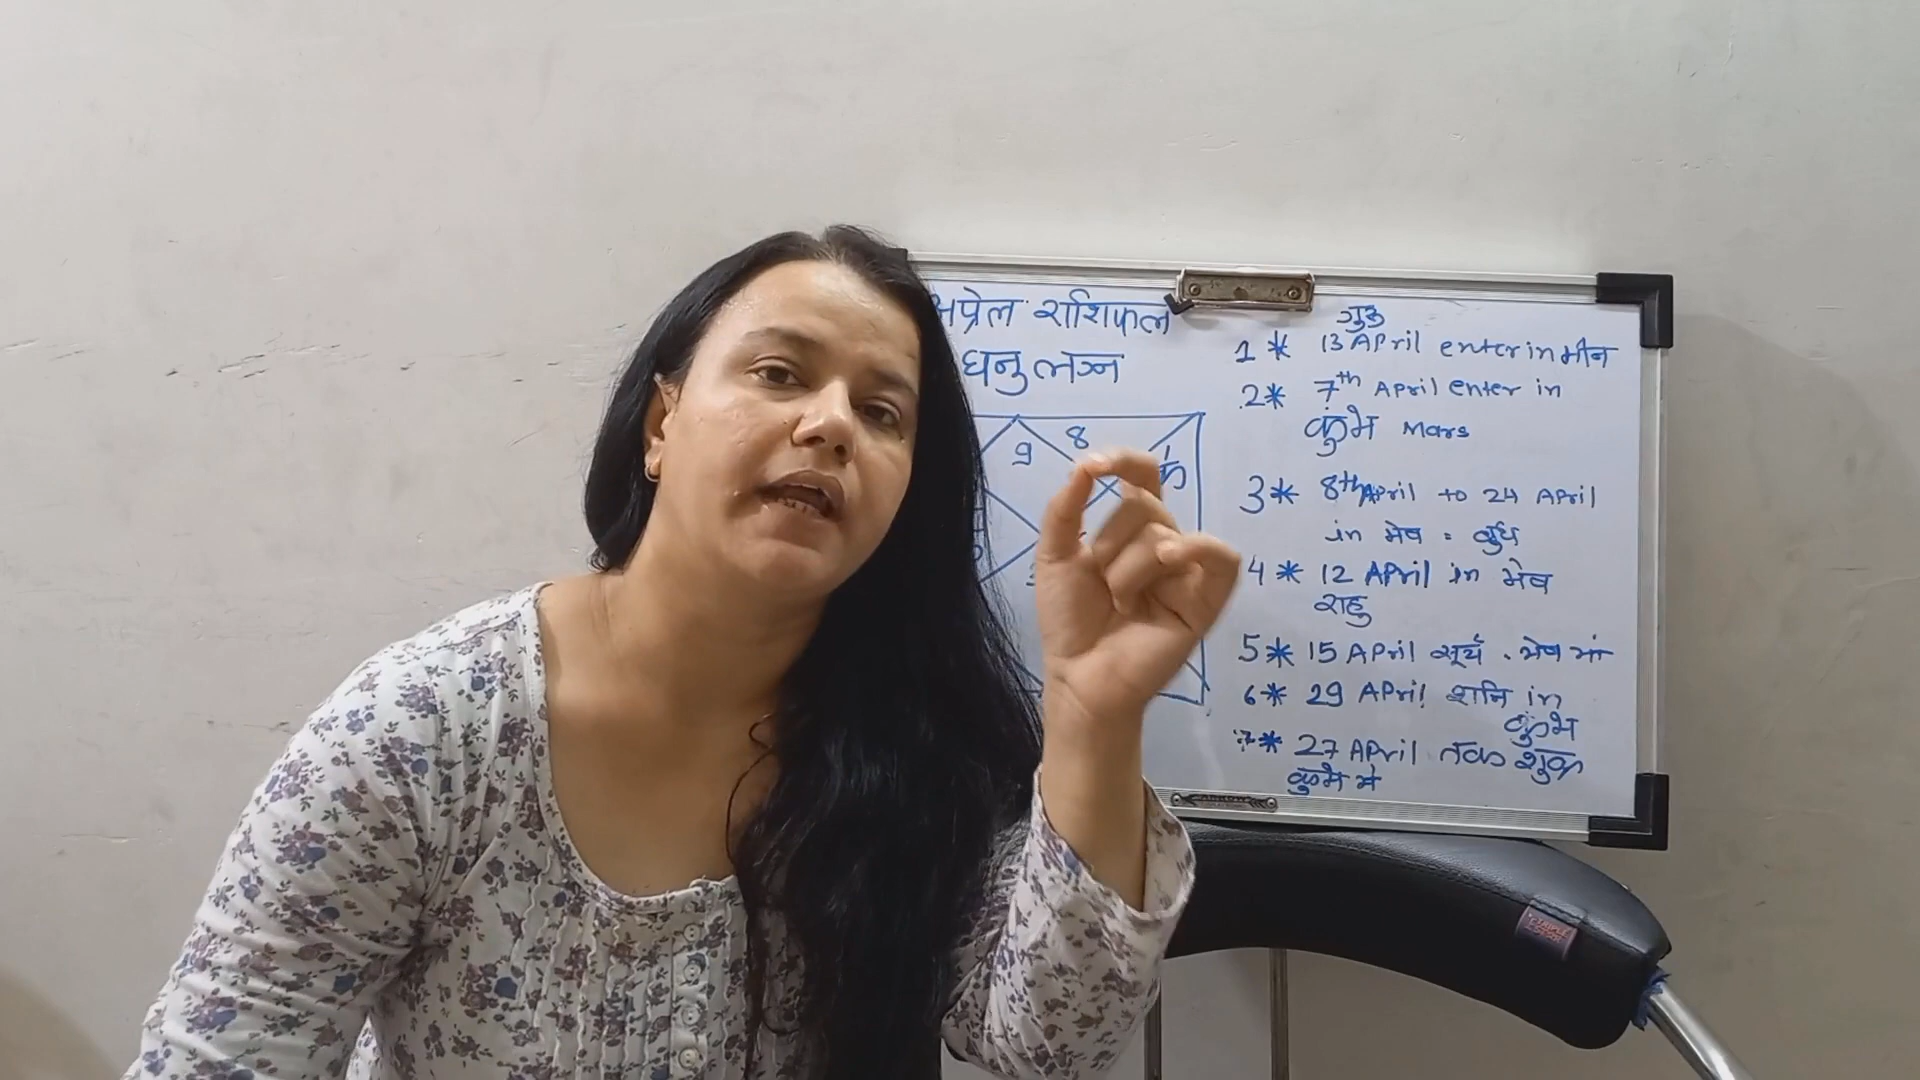 अप्रेल राशिफल
धनु लग्न
8
9
गुरु
1 * 13 April enter in मीन
2 * 7th April enter in
कुंभ Mars
3 * 8th April to 24 April
in मेष = बुध
4 * 12 April in मेष
राहु
5 * 15 April सूर्य . मेष मां
6 * 29 April शनि in
कुंभ
7 * 27 April तक शुक्र
कुंभ मे